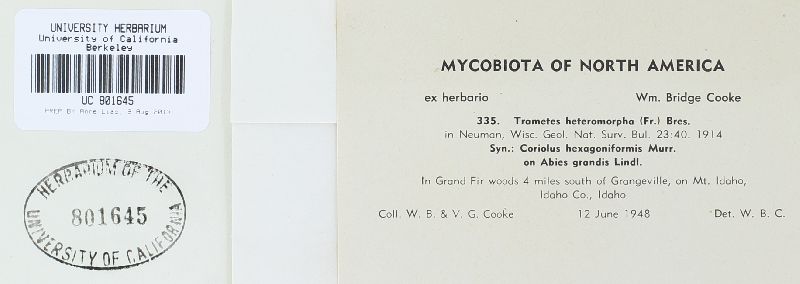 UNIVERSITY HERBARIUM
University of California
Berkeley
UC 801645
HERBARIUM OF THE
801645
UNIVERSITY OF CALIFORNIA
MYCOBIOTA OF NORTH AMERICA
ex herbario Wm. Bridge Cooke
335. Trametes heteromorpha (Fr.) Bres.
in Neuman, Wisc. Geol. Nat. Surv. Bul. 23:40. 1914
Syn.: Coriolus hexagoniformis Murr.
on Abies grandis Lindl.
In Grand Fir woods 4 miles south of Grangeville, on Mt. Idaho,
Idaho Co., Idaho
Coll. W. B. & V. G. Cooke 12 June 1948 Det. W. B. C.